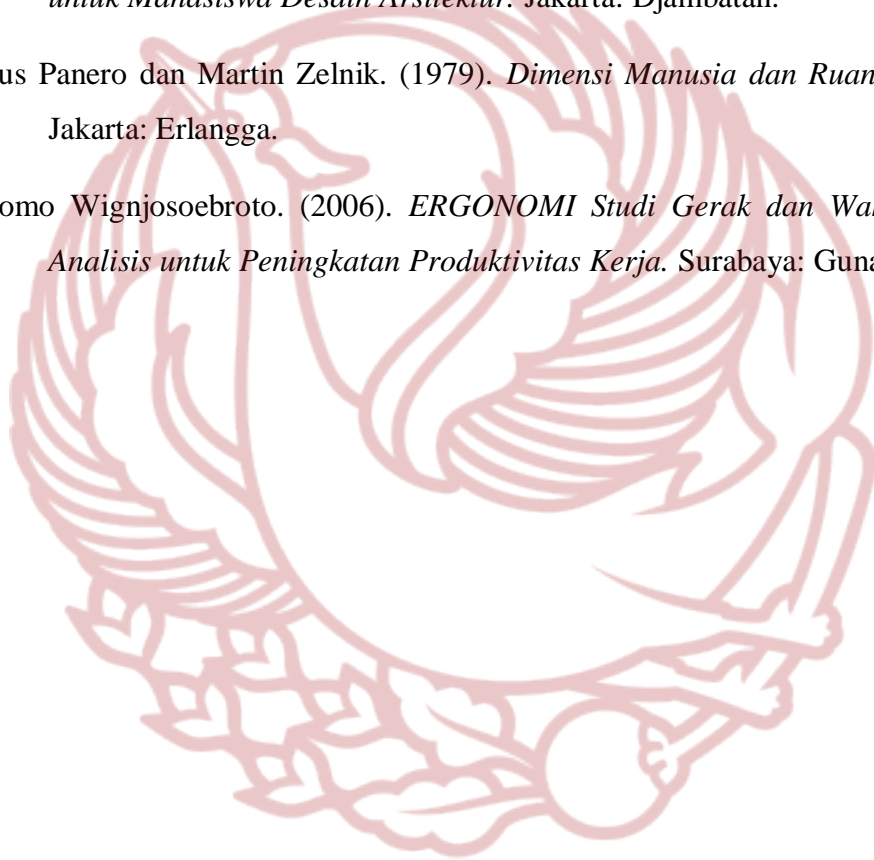 untuk Mahasiswa Desain Arsitektur. Jakarta: Djambatan.
us Panero dan Martin Zelnik. (1979). Dimensi Manusia dan Ruan
Jakarta: Erlangga.
omo Wignjosoebroto. (2006). ERGONOMI Studi Gerak dan Wa
Analisis untuk Peningkatan Produktivitas Kerja. Surabaya: Guna